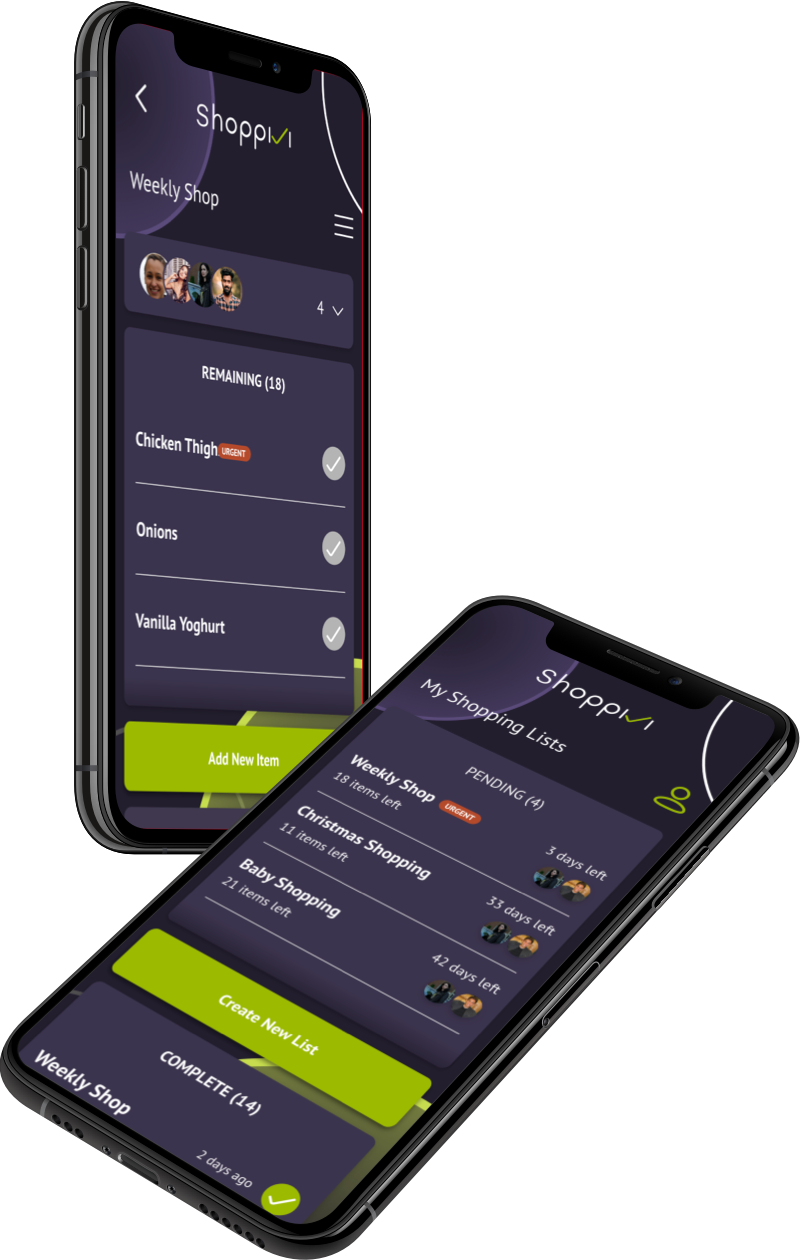 Shoppi✓i
Weekly Shop
4
REMAINING (18)
Chicken Thigh URGENT
Onions
Vanilla Yoghurt
Add New Item
Shoppi✓i
My Shopping Lists
PENDING (4)
Weekly Shop URGENT
18 items left
3 days left
Christmas Shopping
11 items left
33 days left
Baby Shopping
21 items left
42 days left
Create New List
COMPLETE (14)
Weekly Shop
2 days ago